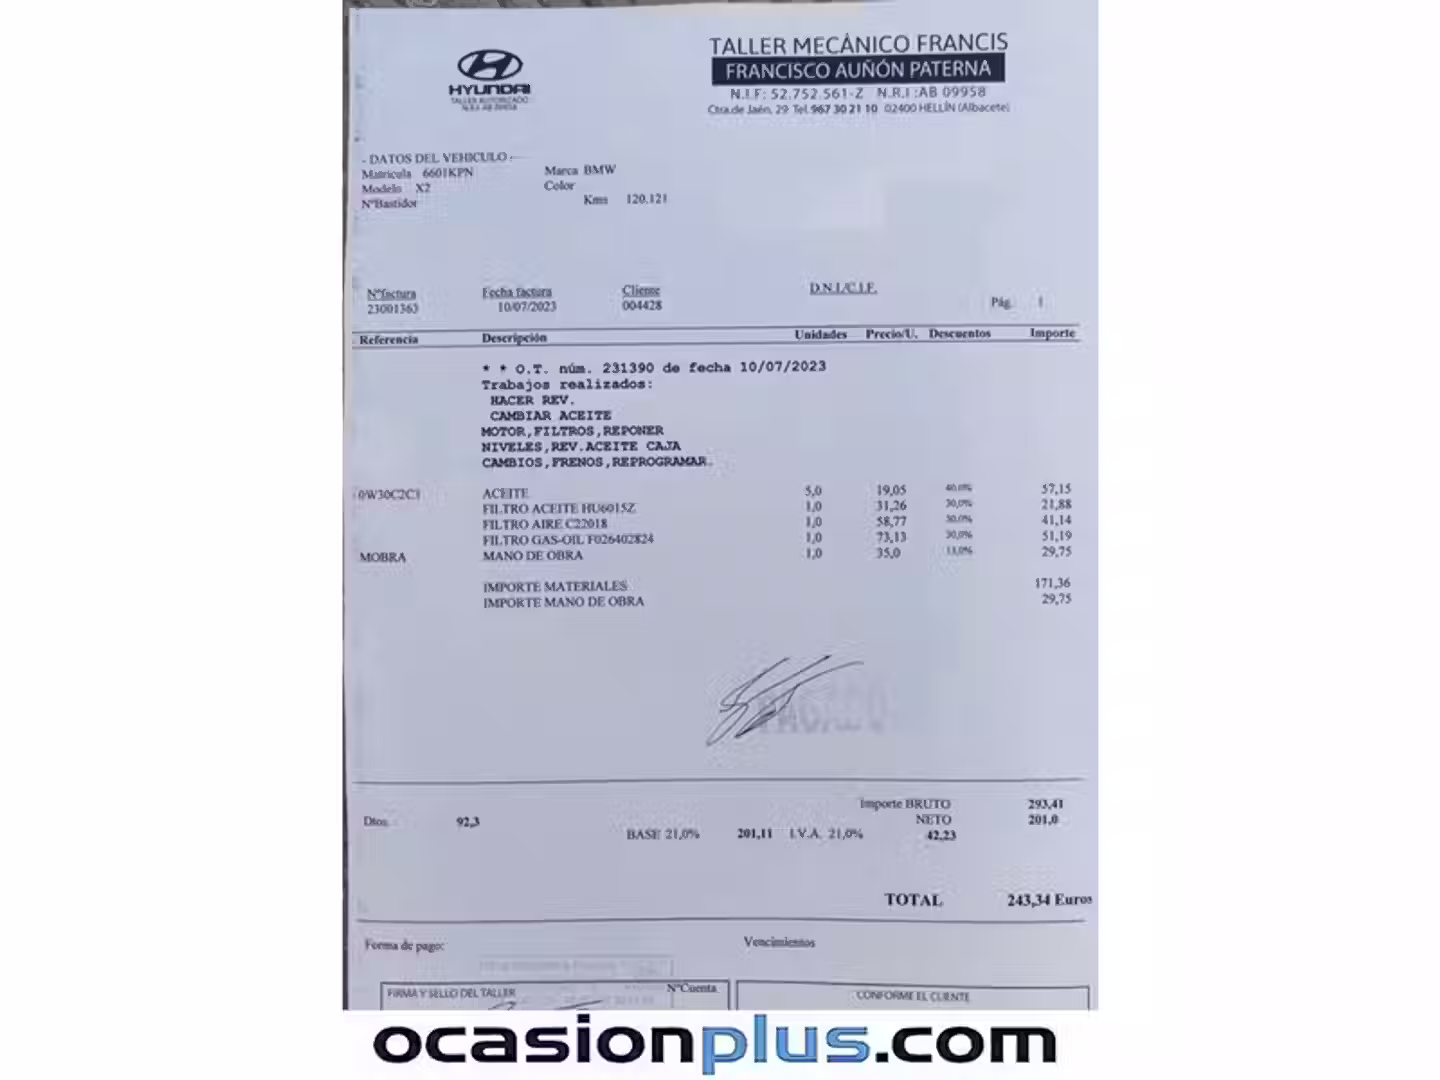 HYUNDAI
TALLER AUTORIZADO
N.R.I. AB 09958
TALLER MECÁNICO FRANCIS
FRANCISCO AUÑÓN PATERNA
N.I.F: 52.752.561-Z N.R.I :AB 09958
Ctra.de Jaén, 29 Tel. 967 30 21 10 02400 HELLÍN (Albacete)
- DATOS DEL VEHICULO -
Matricula 6601KPN Marca BMW
Modelo X2 Color
NºBastidor Kms 120.121
Nºfactura Fecha factura Cliente D.N.I./C.I.F.
23001363 10/07/2023 004428 Pág. 1
Referencia Descripción Unidades Precio/U. Descuentos Importe
* * O.T. núm. 231390 de fecha 10/07/2023
Trabajos realizados:
HACER REV.
CAMBIAR ACEITE
MOTOR,FILTROS,REPONER
NIVELES,REV.ACEITE CAJA
CAMBIOS,FRENOS,REPROGRAMAR.
0W30C2C3 ACEITE 5,0 19,05 40,0% 57,15
FILTRO ACEITE HU6015Z 1,0 31,26 30,0% 21,88
FILTRO AIRE C22018 1,0 58,77 30,0% 41,14
FILTRO GAS-OIL F026402824 1,0 73,13 30,0% 51,19
MOBRA MANO DE OBRA 1,0 35,0 29,75
IMPORTE MATERIALES 171,36
IMPORTE MANO DE OBRA 29,75
Importe BRUTO 293,41
Dtos. 92,3 NETO 201,0
BASE 21,0% 201,11 I.V.A. 21,0% 42,23
TOTAL 243,34 Euros
Forma de pago: Vencimientos
FIRMA Y SELLO DEL TALLER NºCuenta CONFORME EL CLIENTE
ocasionplus.com